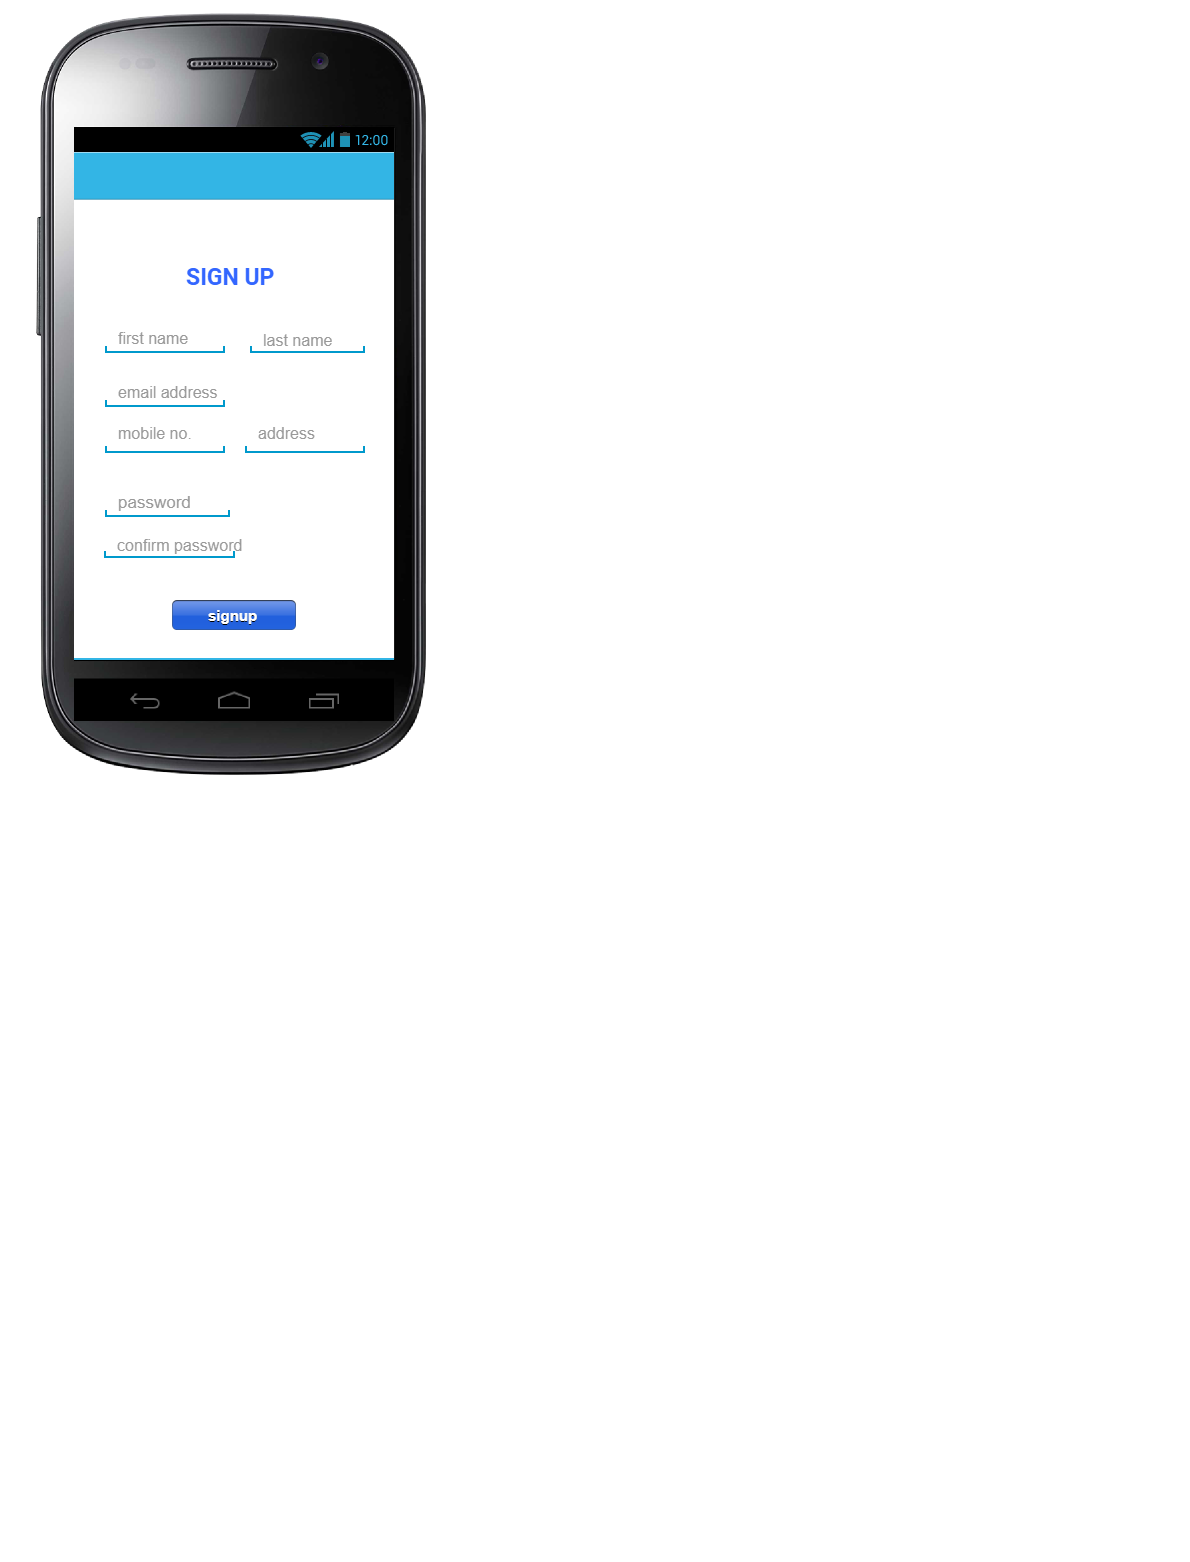 12:00
SIGN UP
first name last name
email address
mobile no. address
password
confirm password
signup